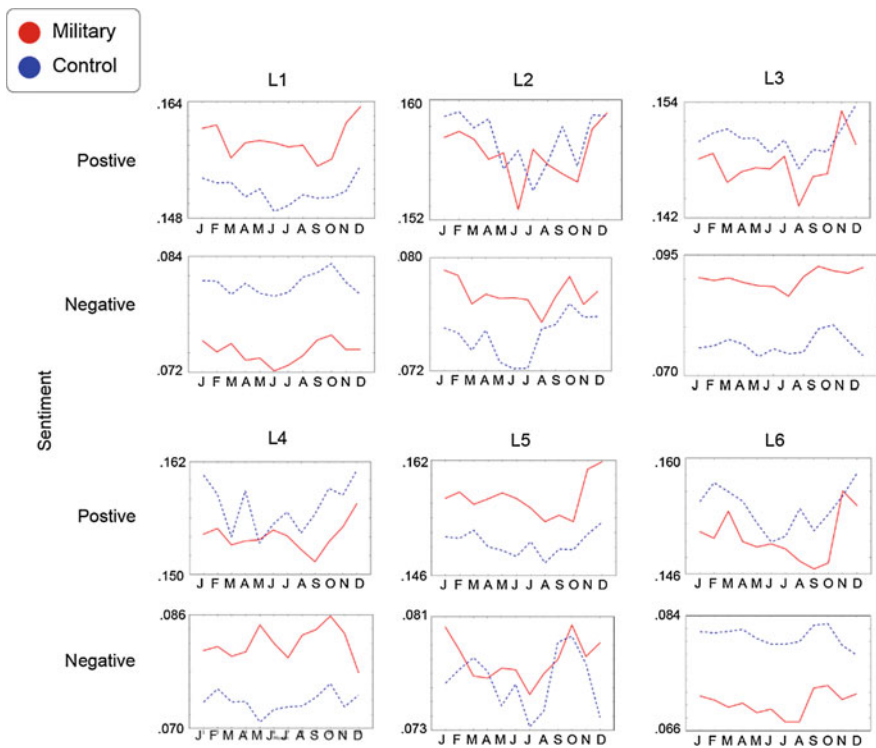 Military
Control
L1
L2
L3
.164
160
.154
Postive
.148
.152
.142
J F M A M J J A S O N D
J F M A M J J A S O N D
J F M A M J J A S O N D
.084
.080
.095
Negative
.072
.072
.070
J F M A M J J A S O N D
J F M A M J J A S O N D
J F M A M J J A S O N D
Sentiment
L4
L5
L6
.162
.162
.160
Postive
.150
.146
.146
J F M A M J J A S O N D
J F M A M J J A S O N D
J F M A M J J A S O N D
.086
.081
.084
Negative
.070
.073
.066
J F M A M J J A S O N D
J F M A M J J A S O N D
J F M A M J J A S O N D